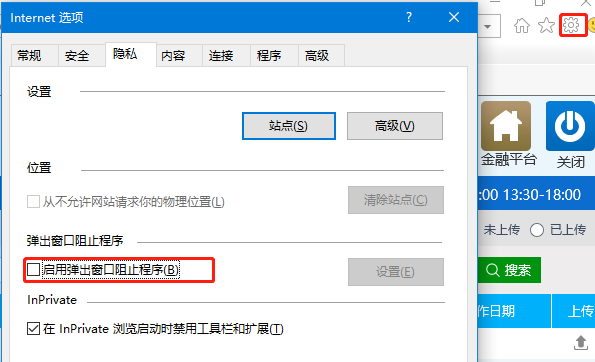 Internet 选项
?
常规 安全 隐私 内容 连接 程序 高级
设置
站点(S) 高级(V)
位置
从不允许网站请求你的物理位置(L) 清除站点(C)
弹出窗口阻止程序
启用弹出窗口阻止程序(B) 设置(E)
InPrivate
在 InPrivate 浏览启动时禁用工具栏和扩展(T)
金融平台 关闭
:00 13:30-18:00
未上传 已上传
搜索
作日期 上传